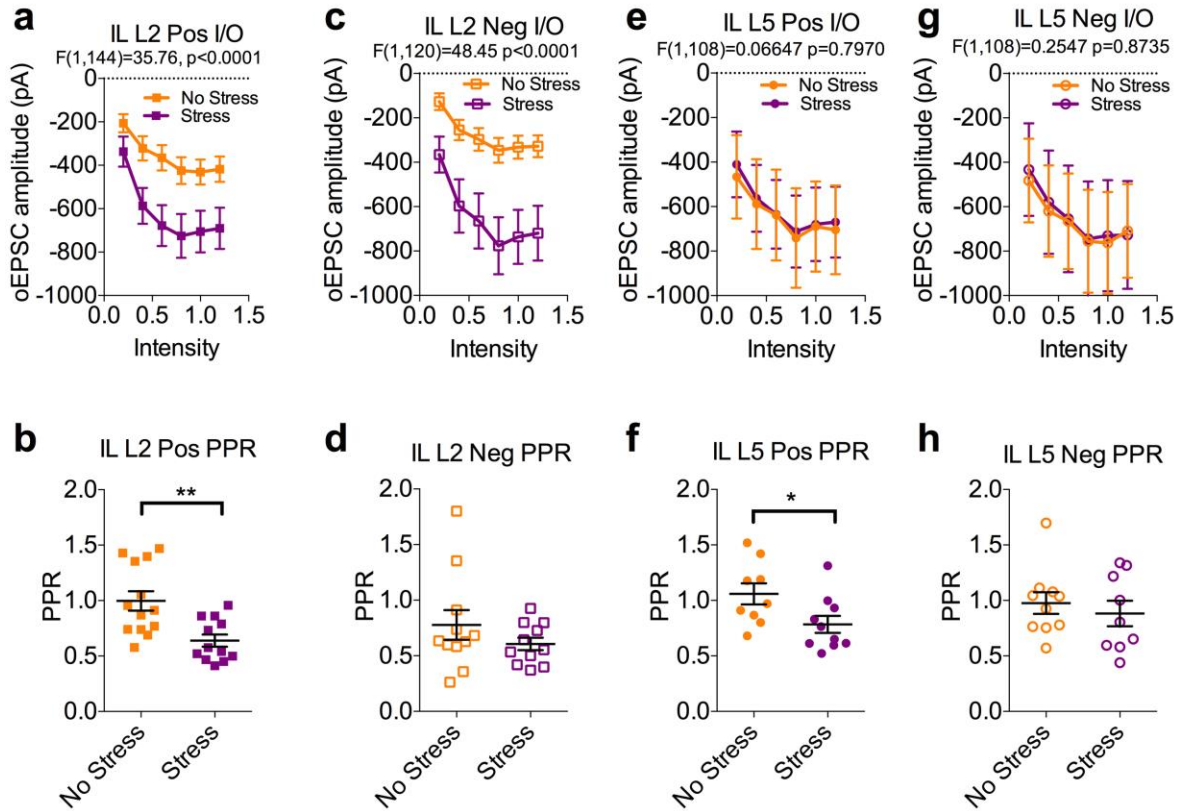 a
IL L2 Pos I/O
F(1,144)=35.76, p<0.0001
oEPSC amplitude (pA)
0
-200
-400
-600
-800
-1000
No Stress
Stress
0.0 0.5 1.0 1.5
Intensity
c
IL L2 Neg I/O
F(1,120)=48.45 p<0.0001
oEPSC amplitude (pA)
0
-200
-400
-600
-800
-1000
No Stress
Stress
0.0 0.5 1.0 1.5
Intensity
e
IL L5 Pos I/O
F(1,108)=0.06647 p=0.7970
oEPSC amplitude (pA)
0
-200
-400
-600
-800
-1000
No Stress
Stress
0.0 0.5 1.0 1.5
Intensity
g
IL L5 Neg I/O
F(1,108)=0.2547 p=0.8735
oEPSC amplitude (pA)
0
-200
-400
-600
-800
-1000
No Stress
Stress
0.0 0.5 1.0 1.5
Intensity
b
IL L2 Pos PPR
PPR
2.0
1.5
1.0
0.5
0.0
**
No Stress
Stress
d
IL L2 Neg PPR
PPR
2.0
1.5
1.0
0.5
0.0
No Stress
Stress
f
IL L5 Pos PPR
PPR
2.0
1.5
1.0
0.5
0.0
*
No Stress
Stress
h
IL L5 Neg PPR
PPR
2.0
1.5
1.0
0.5
0.0
No Stress
Stress